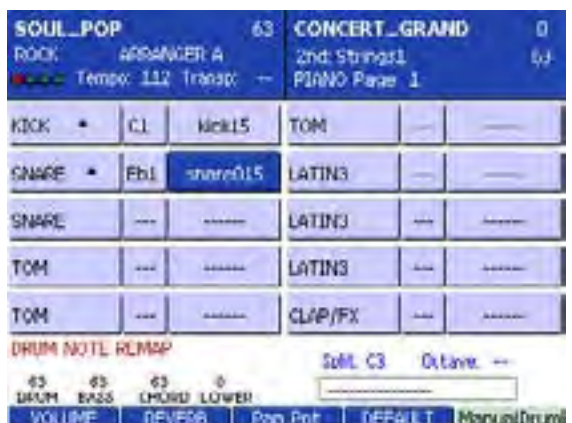 SOUL_POP 63
ROCK ARRANGER A
Tempo: 112 Transp: --
CONCERT_GRAND 0
2nd: Strings1 63
PIANO Page 1
KICK * C1 kick15
SNARE * Eb1 snare015
SNARE --- ------
TOM --- ------
TOM --- ------
TOM --- ------
LATIN3 --- ------
LATIN3 --- ------
LATIN3 --- ------
CLAP/FX --- ------
DRUM NOTE REMAP
Split: C3 Octave: --
63 63 63 0
DRUM BASS CHORD LOWER
----------------
VOLUME REVERB Pan Pot DEFAULT ManualDrum